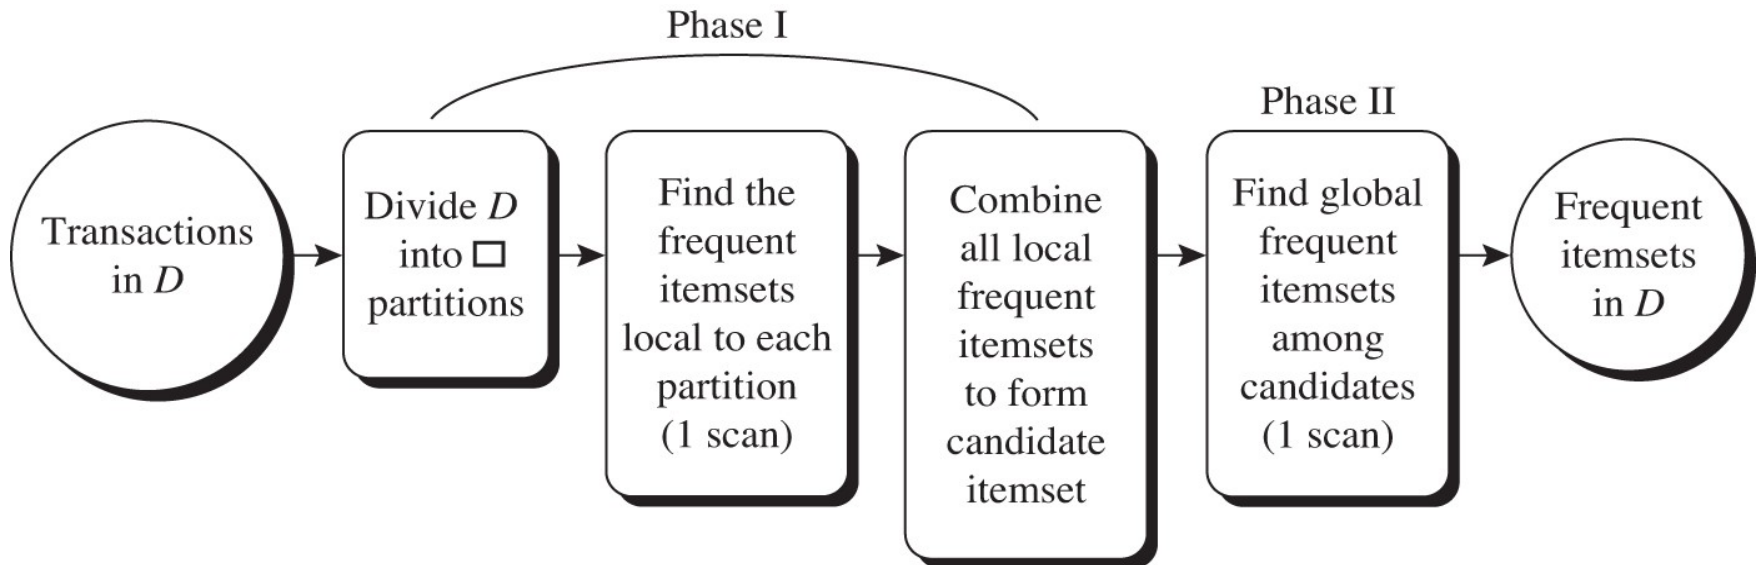 Phase I
Phase II
Transactions
in D
Divide D
into □
partitions
Find the
frequent
itemsets
local to each
partition
(1 scan)
Combine
all local
frequent
itemsets
to form
candidate
itemset
Find global
frequent
itemsets
among
candidates
(1 scan)
Frequent
itemsets
in D